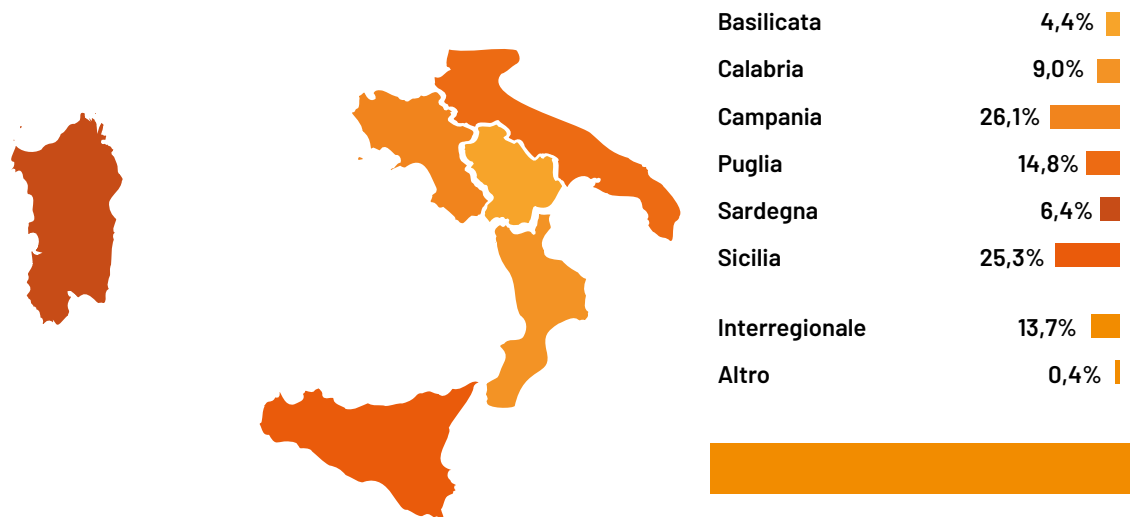 Basilicata 4,4%
Calabria 9,0%
Campania 26,1%
Puglia 14,8%
Sardegna 6,4%
Sicilia 25,3%
Interregionale 13,7%
Altro 0,4%